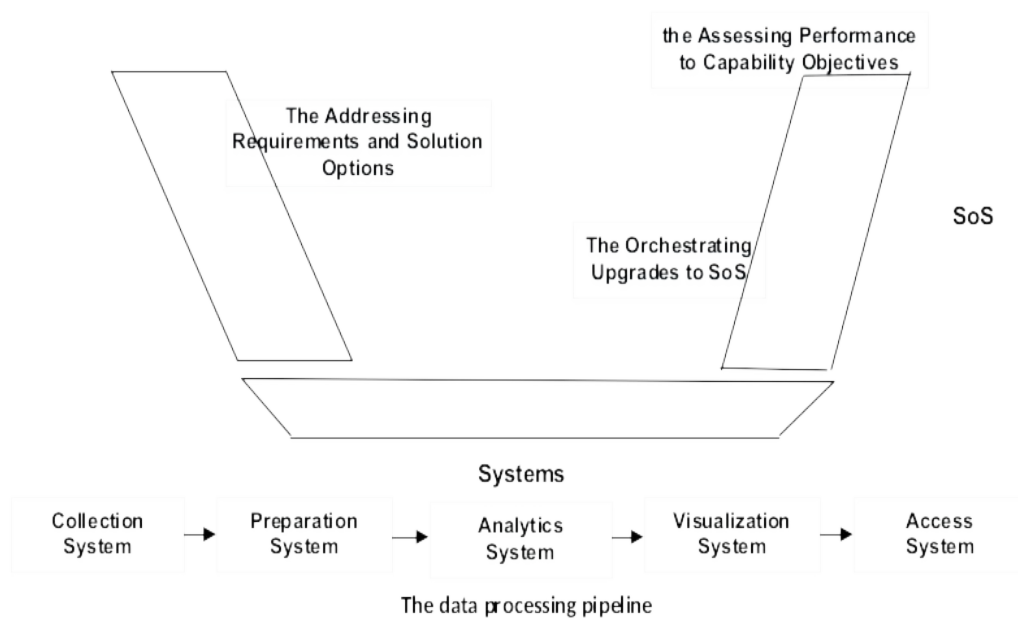 the Assessing Performance
to Capability Objectives
The Addressing
Requirements and Solution
Options
SoS
The Orchestrating
Upgrades to SoS
Systems
Collection
System
Preparation
System
Analytics
System
Visualization
System
Access
System
The data processing pipeline